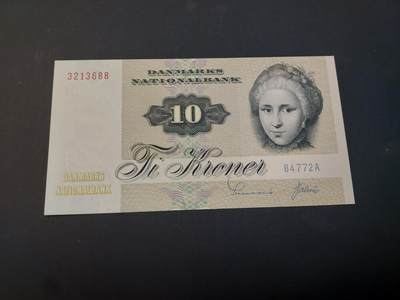 3213688
DANMARKS
NATIONALBANK
10
Ti Kroner
B4772A
DANMARKS
NATIONALBANK